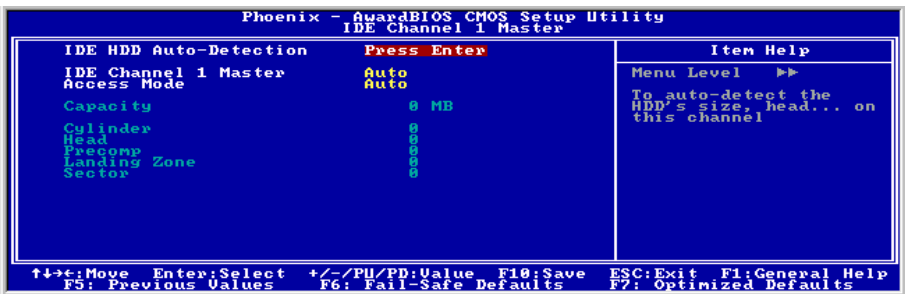 Phoenix - AwardBIOS CMOS Setup Utility
IDE Channel 1 Master
IDE HDD Auto-Detection Press Enter
IDE Channel 1 Master Auto
Access Mode Auto
Capacity 0 MB
Cylinder 0
Head 0
Precomp 0
Landing Zone 0
Sector 0
Item Help
Menu Level ▶▶
To auto-detect the
HDD's size, head... on
this channel
↑↓→←:Move Enter:Select +/-/PU/PD:Value F10:Save ESC:Exit F1:General Help
F5: Previous Values F6: Fail-Safe Defaults F7: Optimized Defaults